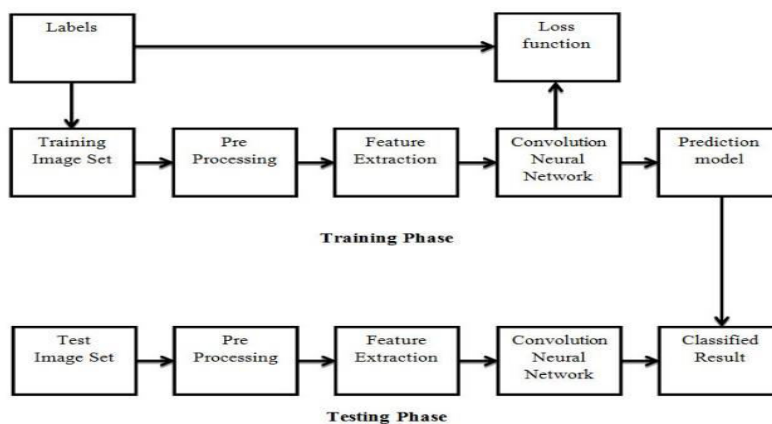 Labels
Loss
function
Training
Image Set
Pre
Processing
Feature
Extraction
Convolution
Neural
Network
Prediction
model
Training Phase
Test
Image Set
Pre
Processing
Feature
Extraction
Convolution
Neural
Network
Classified
Result
Testing Phase